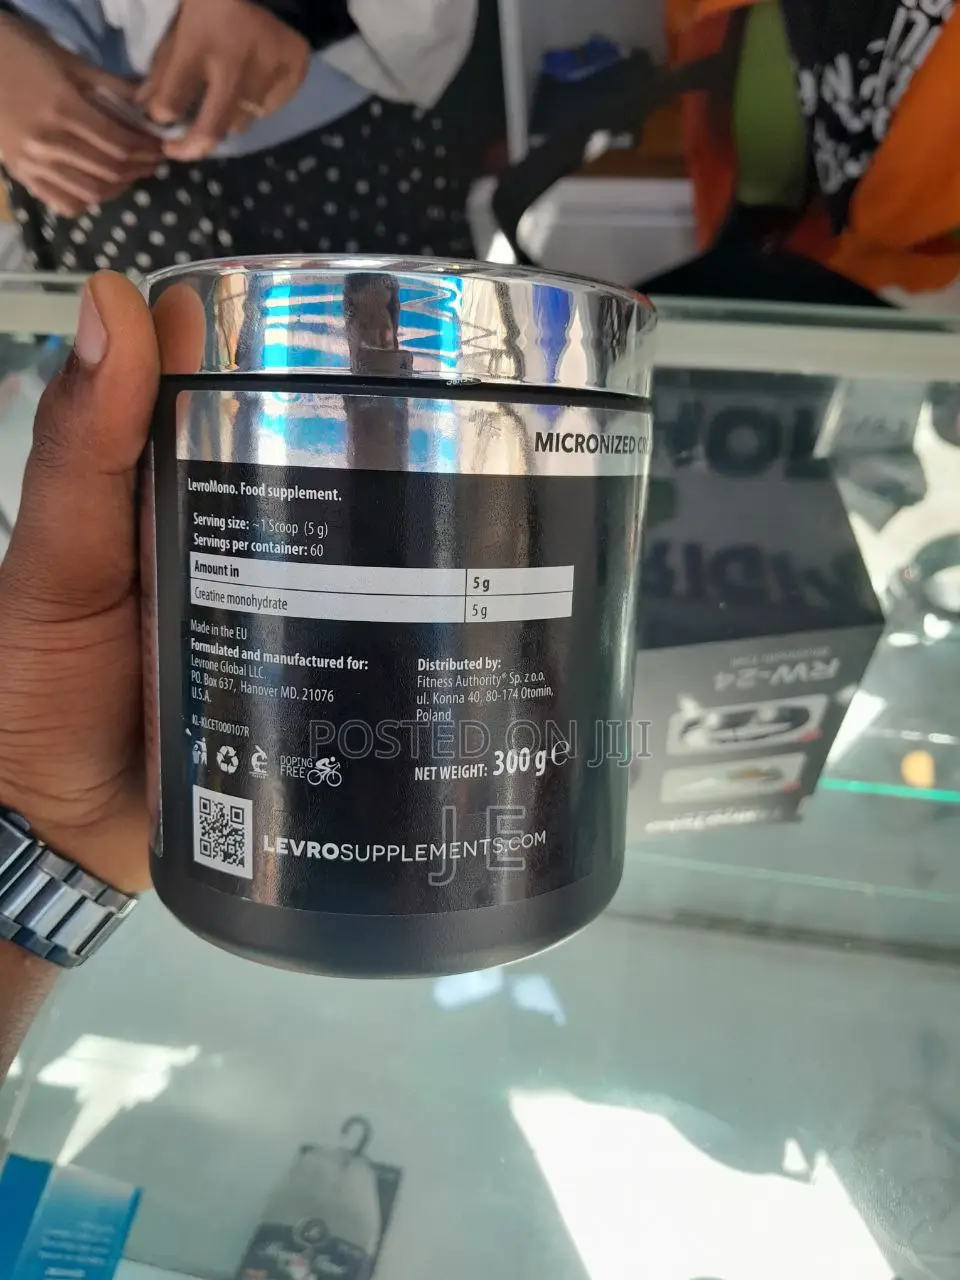 MICRONIZED
LevroMono. Food supplement.
Serving size: ~1 Scoop (5 g)
Servings per container: 60
Amount in 5 g
Creatine monohydrate 5 g
Made in the EU
Formulated and manufactured for:
Levrone Global LLC.
PO. Box 637, Hanover MD. 21076
U.S.A.
KL-KLCET000107R
Distributed by:
Fitness Authority® Sp. z o.o.
ul. Konna 40, 80-174 Otomin,
Poland
DOPING
FREE
NET WEIGHT: 300 g ℮
LEVROSUPPLEMENTS.COM
POSTED ON JIJI
J E
RW-24